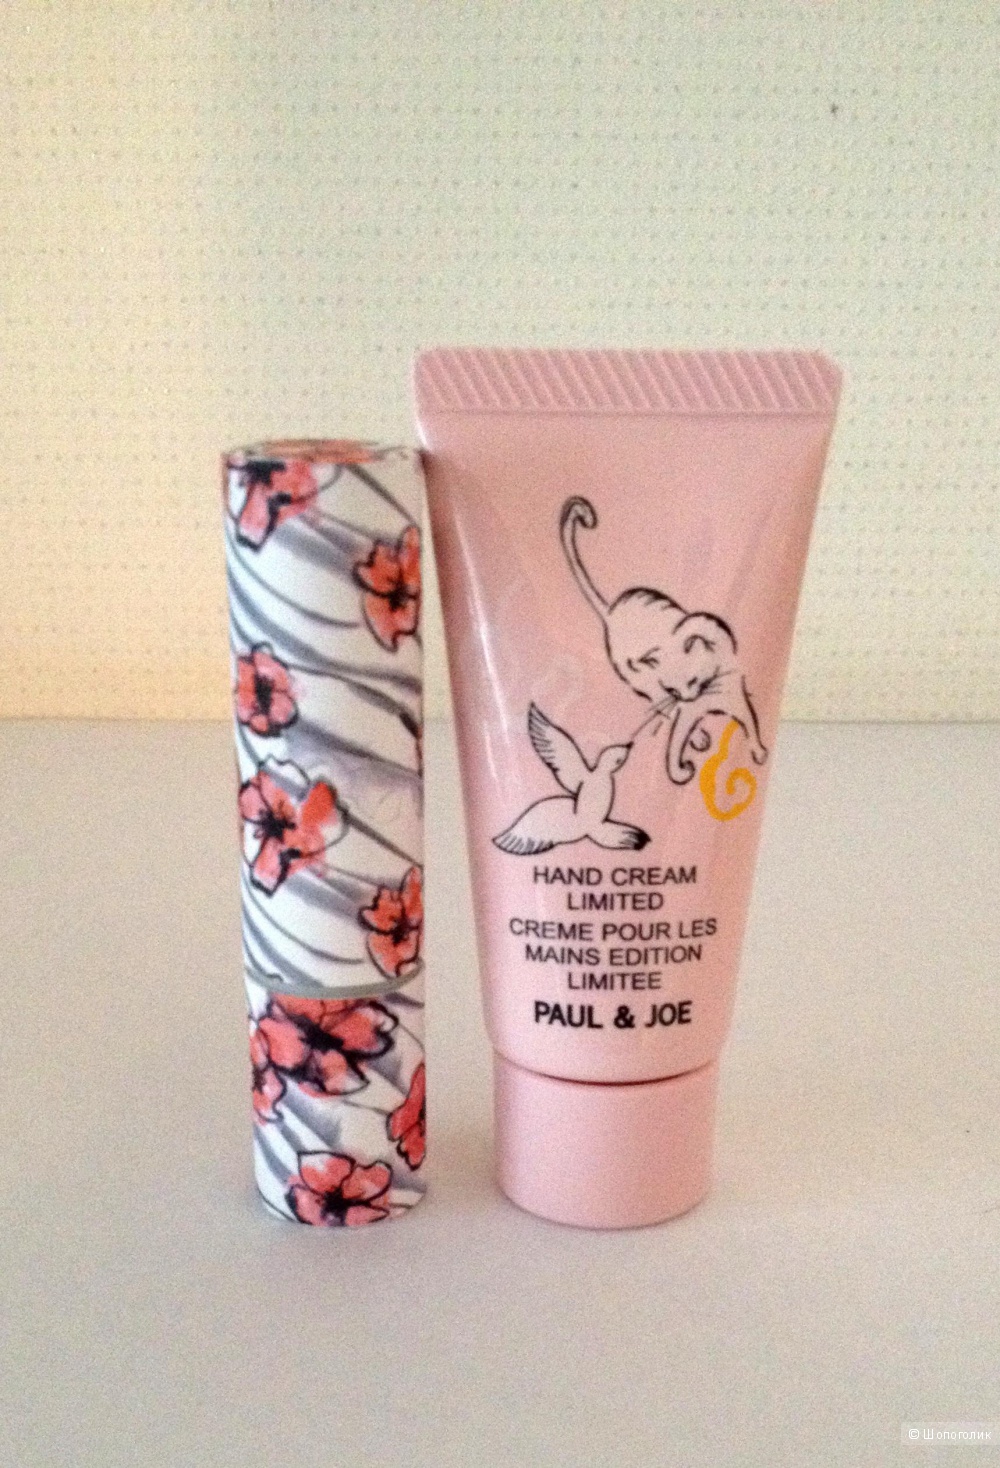 HAND CREAM
LIMITED
CREME POUR LES
MAINS EDITION
LIMITEE
PAUL & JOE
© Шопоголик